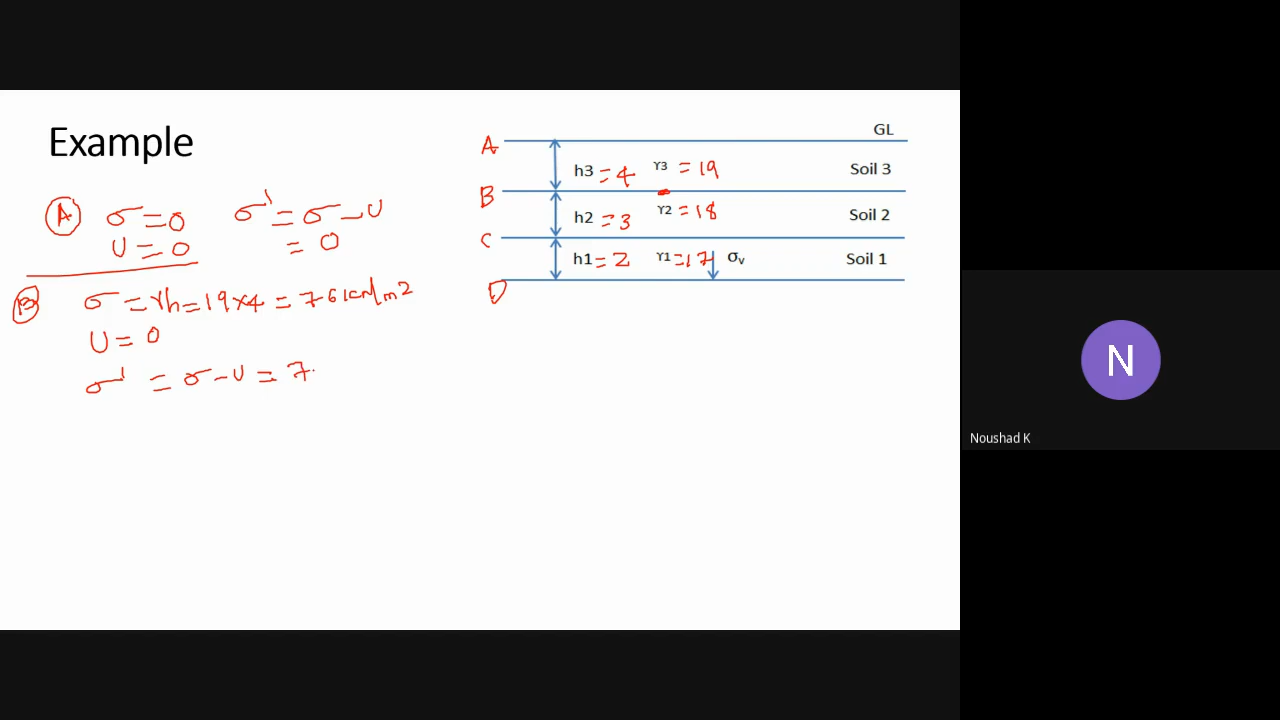 Example
GL
A
h3 = 4 γ3 = 19 Soil 3
B
h2 = 3 γ2 = 18 Soil 2
C
h1 = 2 γ1 = 17 σv Soil 1
D
A σ = 0 σ' = σ - U
U = 0 = 0
B σ = γh = 19 × 4 = 76 kN/m2
U = 0
σ' = σ - U = 7
N
Noushad K